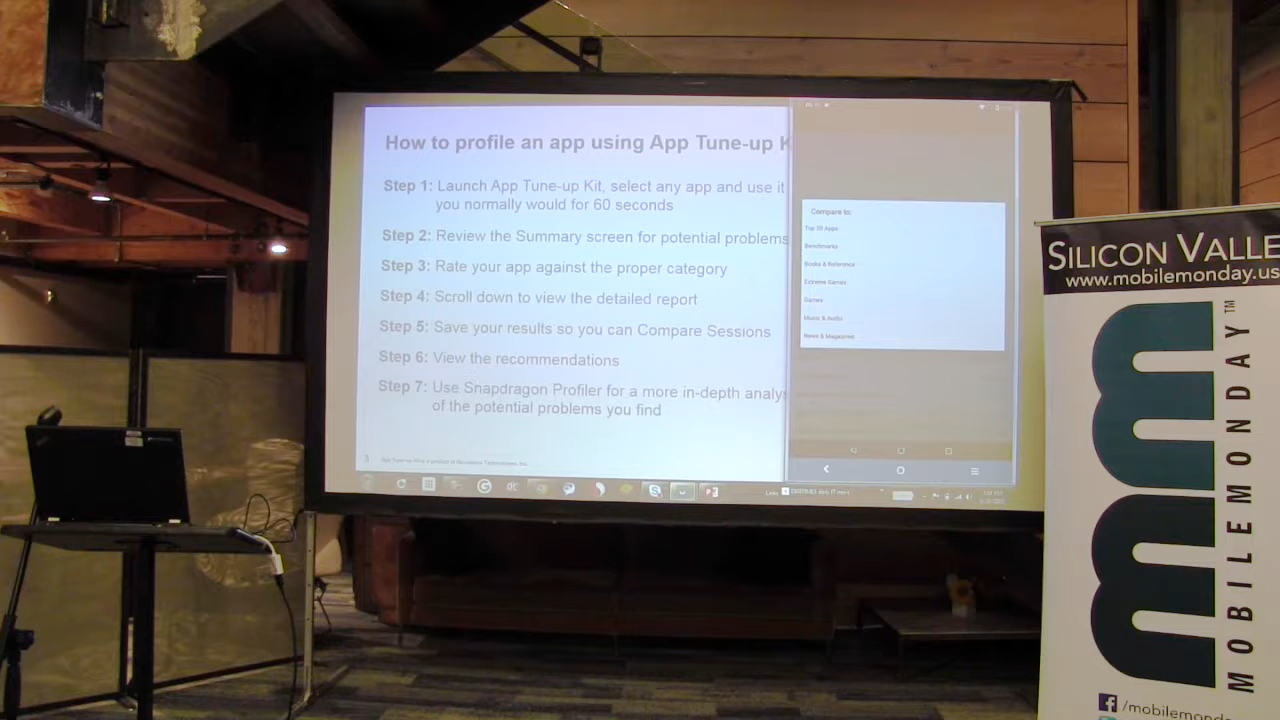 How to profile an app using App Tune-up K
Step 1: Launch App Tune-up Kit, select any app and use it
you normally would for 60 seconds
Step 2: Review the Summary screen for potential problems
Step 3: Rate your app against the proper category
Step 4: Scroll down to view the detailed report
Step 5: Save your results so you can Compare Sessions
Step 6: View the recommendations
Step 7: Use Snapdragon Profiler for a more in-depth analys
of the potential problems you find
3
Compare to:
Top 20 Apps
Benchmarks
Books & Reference
Extreme Games
Games
Music & Audio
News & Magazines
Links
SILICON VALLE
www.mobilemonday.us
MOBILEMONDAY™
/mobilemonda